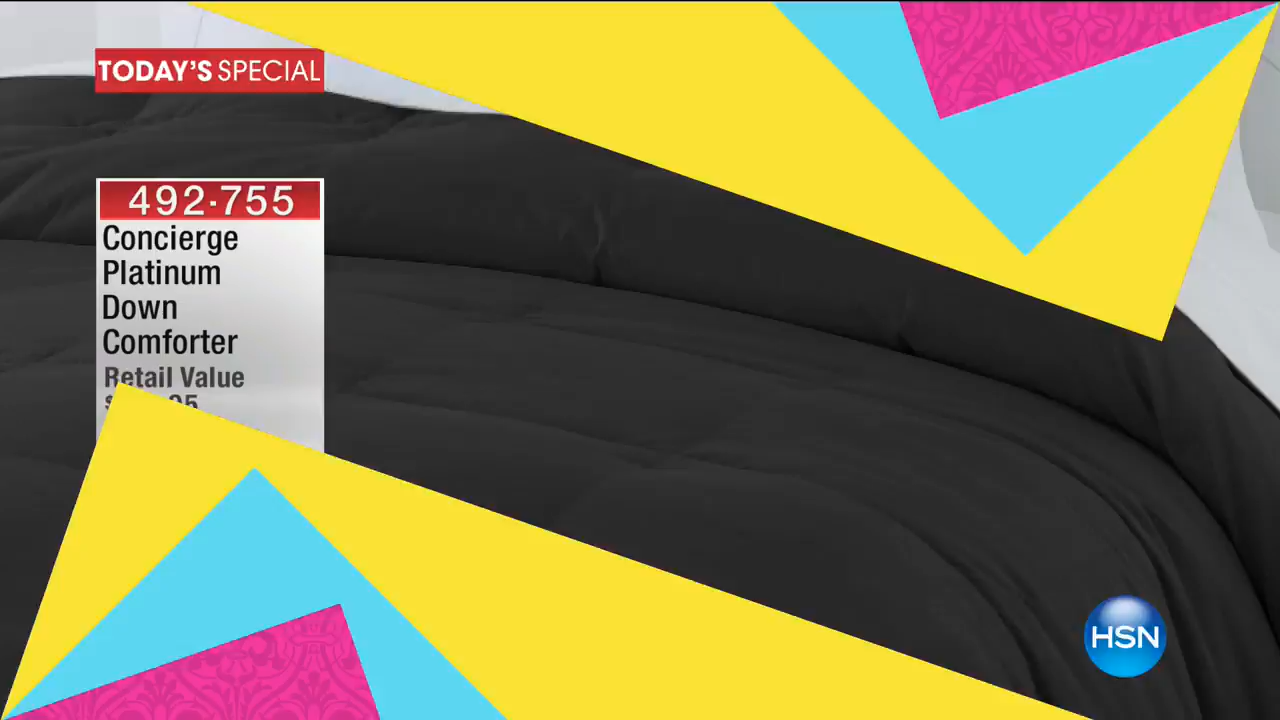 TODAY'S SPECIAL
492·755
Concierge
Platinum
Down
Comforter
Retail Value
HSN